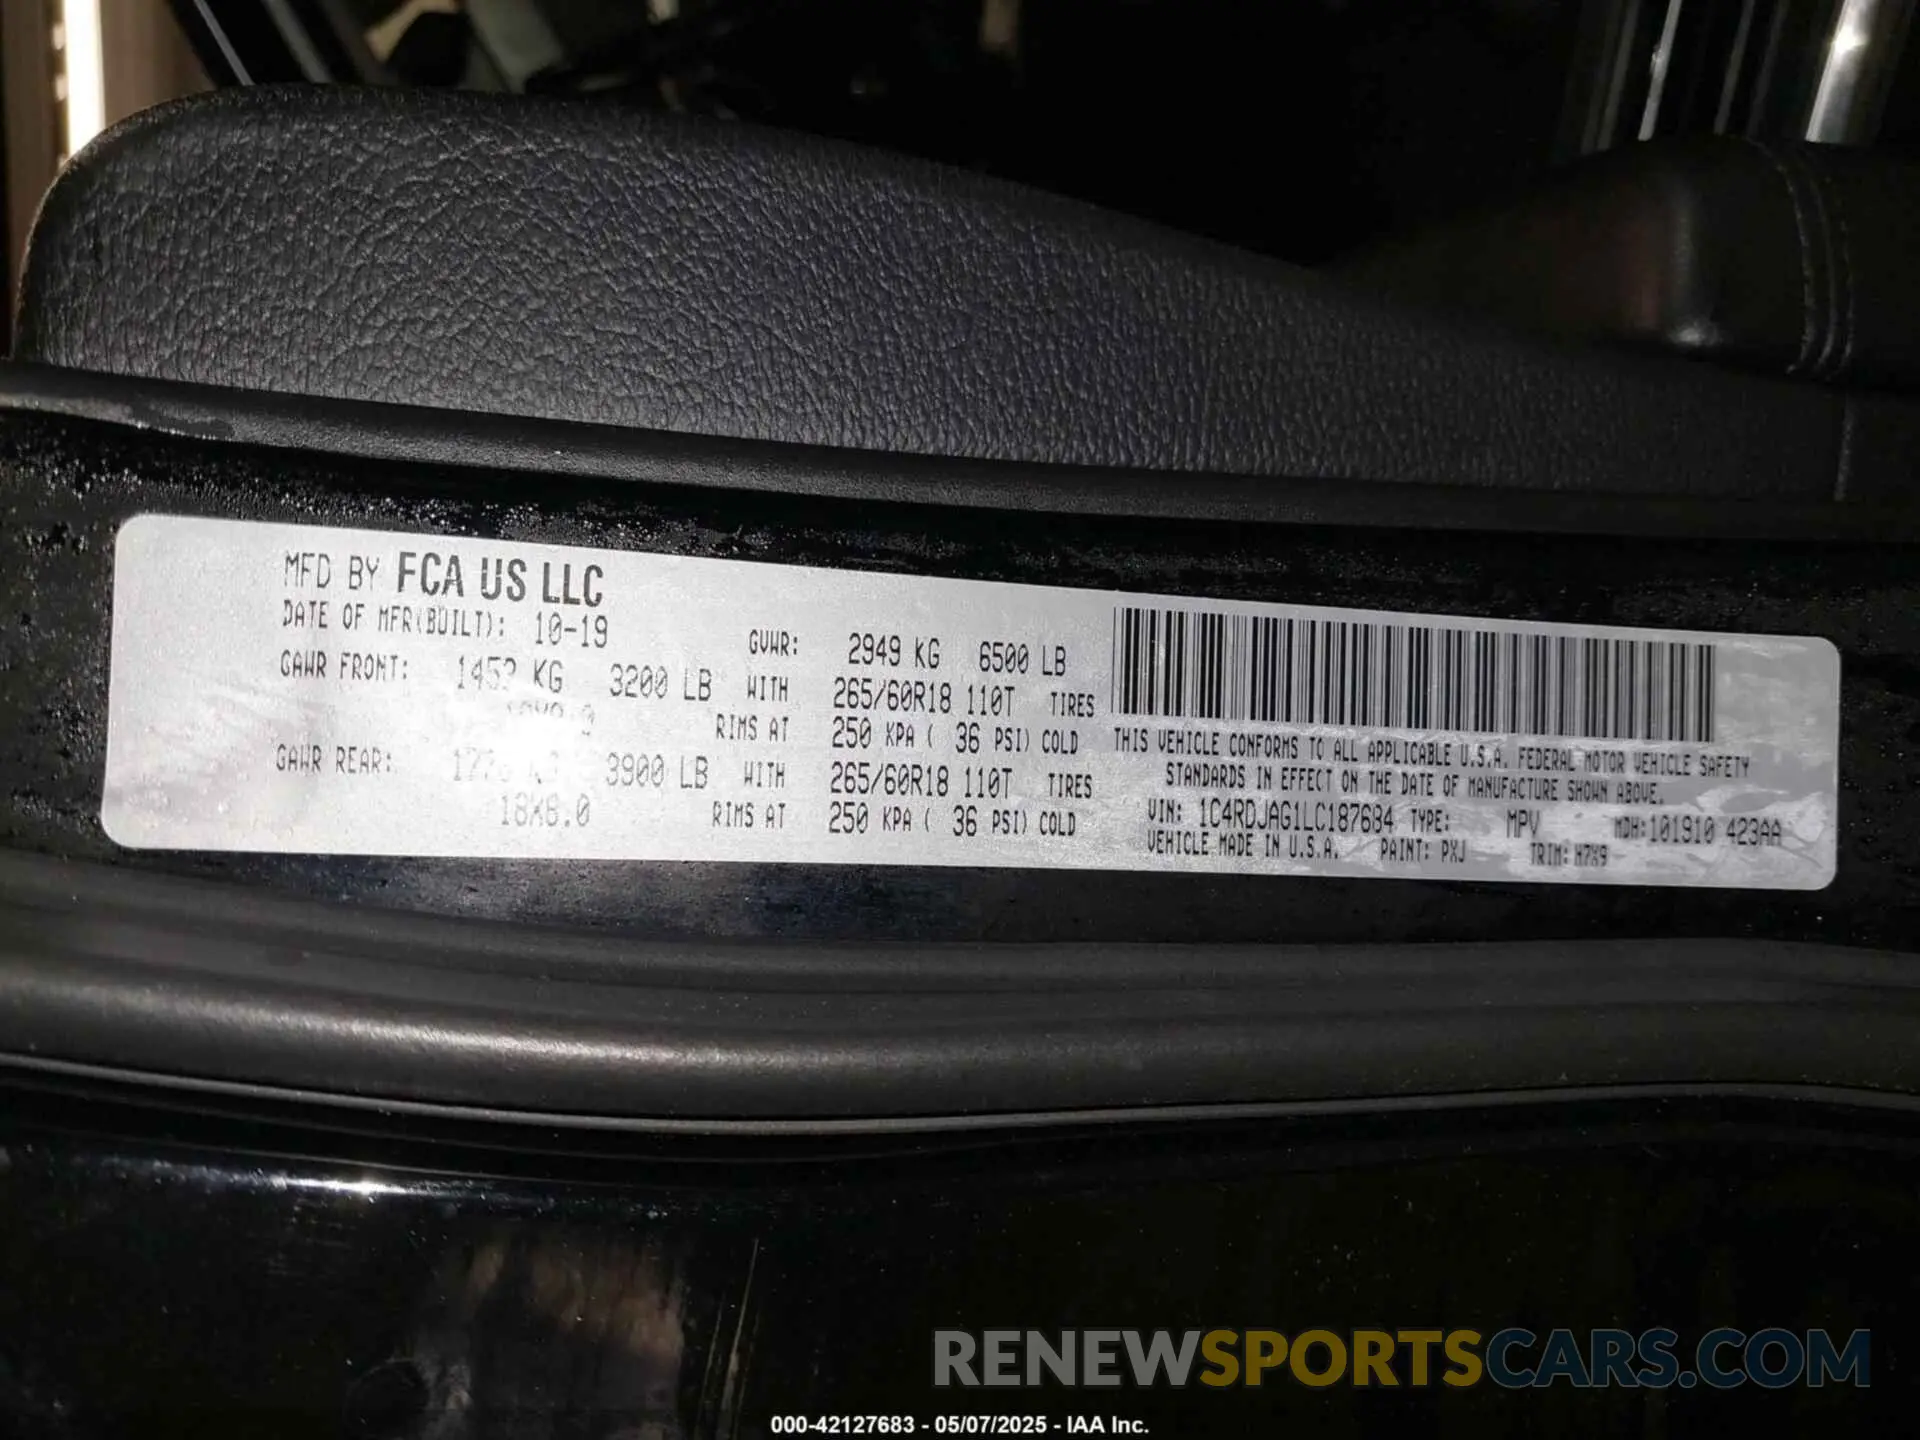 MFD BY FCA US LLC
DATE OF MFR(BUILT): 10-19 GVWR: 2949 KG 6500 LB
GAWR FRONT: KG 3200 LB WITH 265/60R18 110T TIRES
RIMS AT 250 KPA ( 36 PSI) COLD
GAWR REAR: 3900 LB WITH 265/60R18 110T TIRES
18X8.0 RIMS AT 250 KPA ( 36 PSI) COLD
THIS VEHICLE CONFORMS TO ALL APPLICABLE U.S.A. FEDERAL MOTOR VEHICLE SAFETY
STANDARDS IN EFFECT ON THE DATE OF MANUFACTURE SHOWN ABOVE.
VIN: 1C4RDJAG1LC187684 TYPE: MPV MDH:101910 423AA
VEHICLE MADE IN U.S.A. PAINT: PXJ TRIM:
RENEWSPORTSCARS.COM
000-42127683 - 05/07/2025 - IAA Inc.